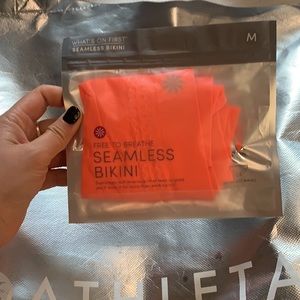 WHAT'S ON FIRST
SEAMLESS BIKINI
M
FREE TO BREATHE
SEAMLESS
BIKINI
ATHLETA